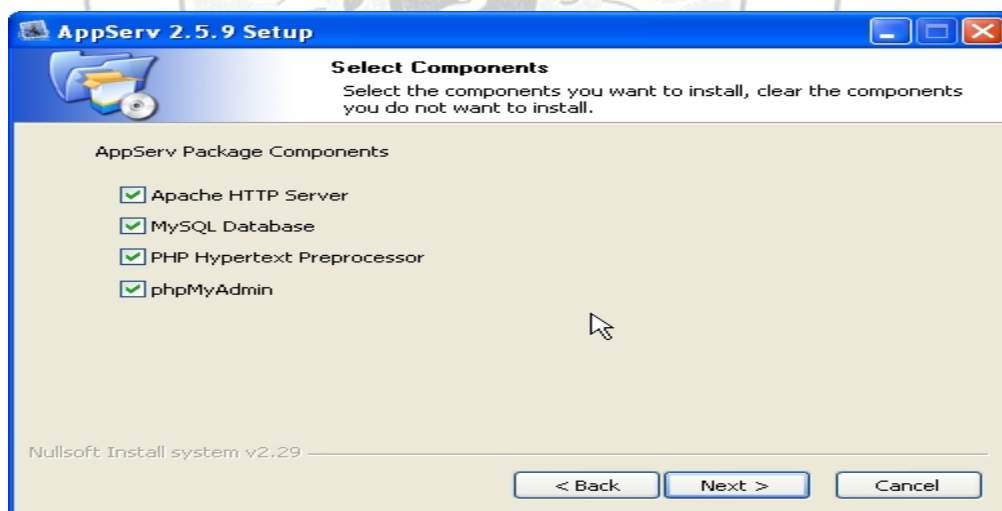 AppServ 2.5.9 Setup
Select Components
Select the components you want to install, clear the components
you do not want to install.
AppServ Package Components
Apache HTTP Server
MySQL Database
PHP Hypertext Preprocessor
phpMyAdmin
Nullsoft Install system v2.29
< Back
Next >
Cancel